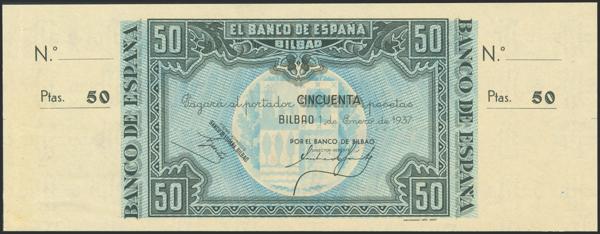 50 EL BANCO DE ESPAÑA 50
BILBAO
N.º
Ptas. 50
BANCO DE ESPAÑA
Pagará al portador CINCUENTA pesetas
BILBAO 1 de Enero de 1937
POR EL BANCO DE BILBAO
50 50
BANCO DE ESPAÑA
N.º
Ptas. 50